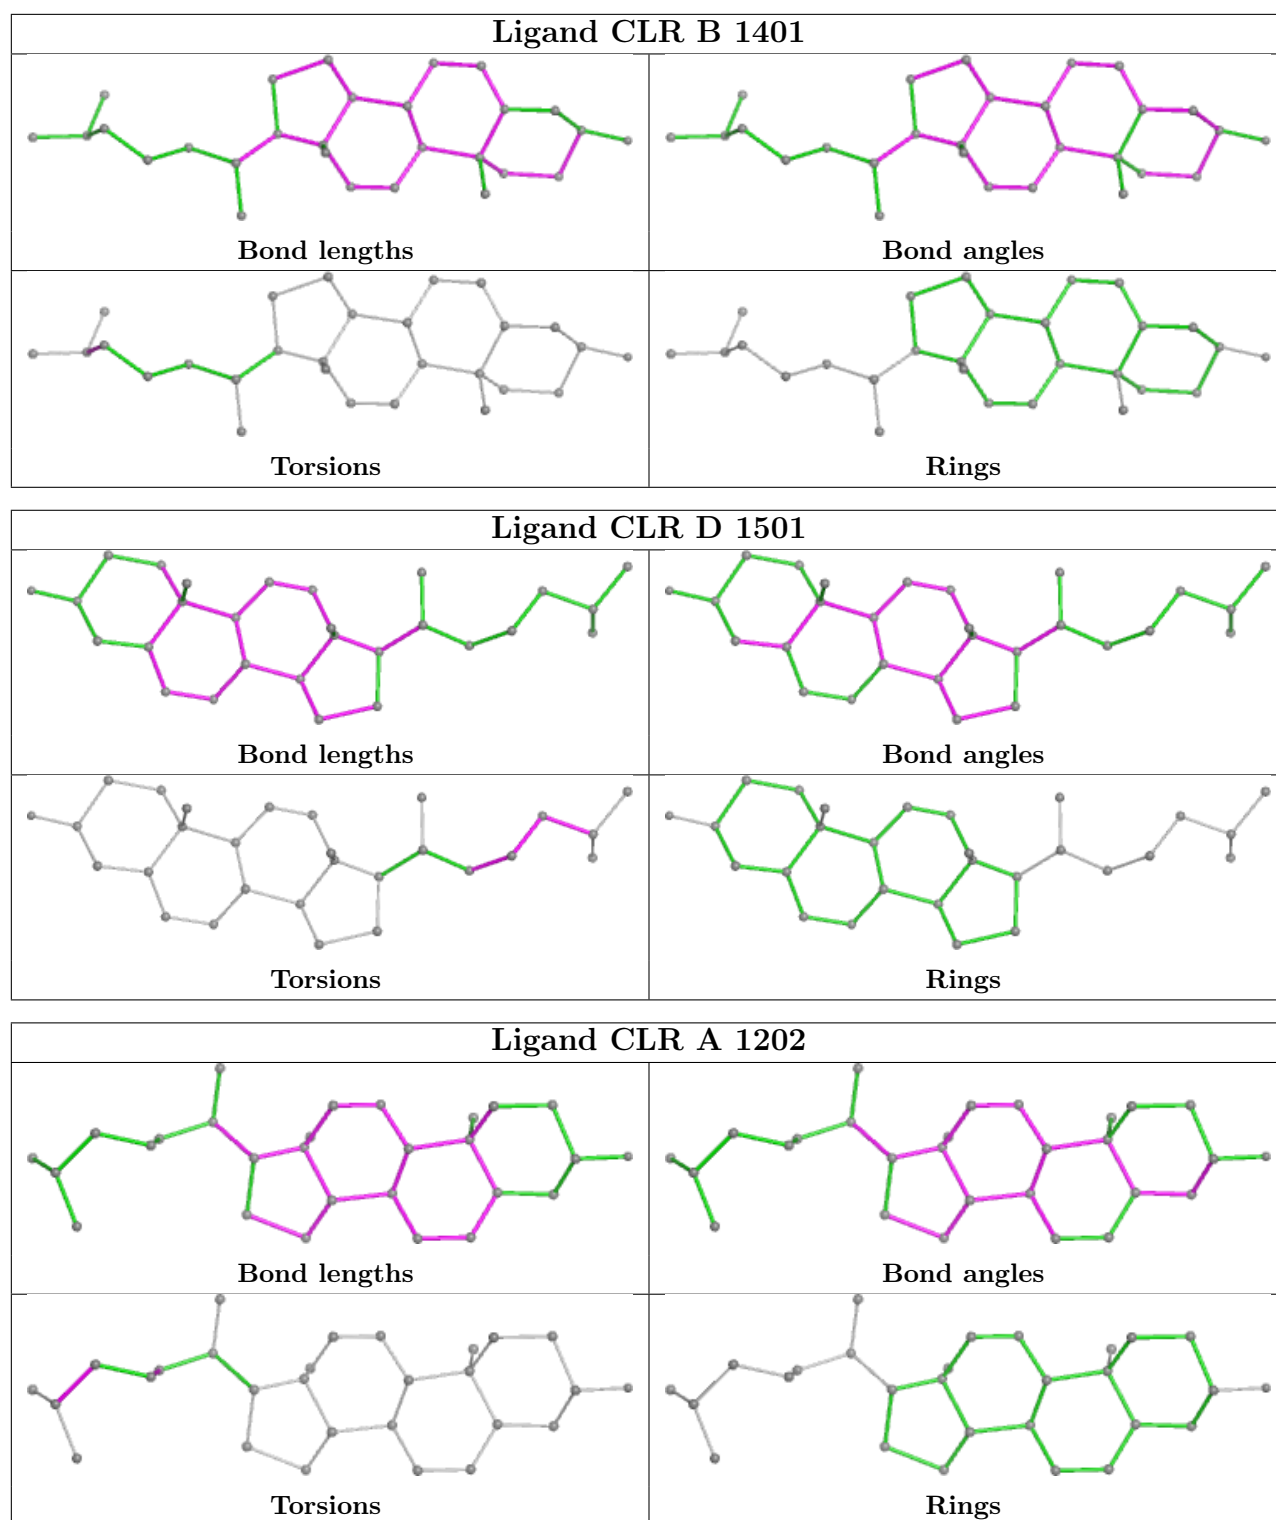 Ligand CLR B 1401
Bond lengths
Bond angles
Torsions
Rings
Ligand CLR D 1501
Bond lengths
Bond angles
Torsions
Rings
Ligand CLR A 1202
Bond lengths
Bond angles
Torsions
Rings